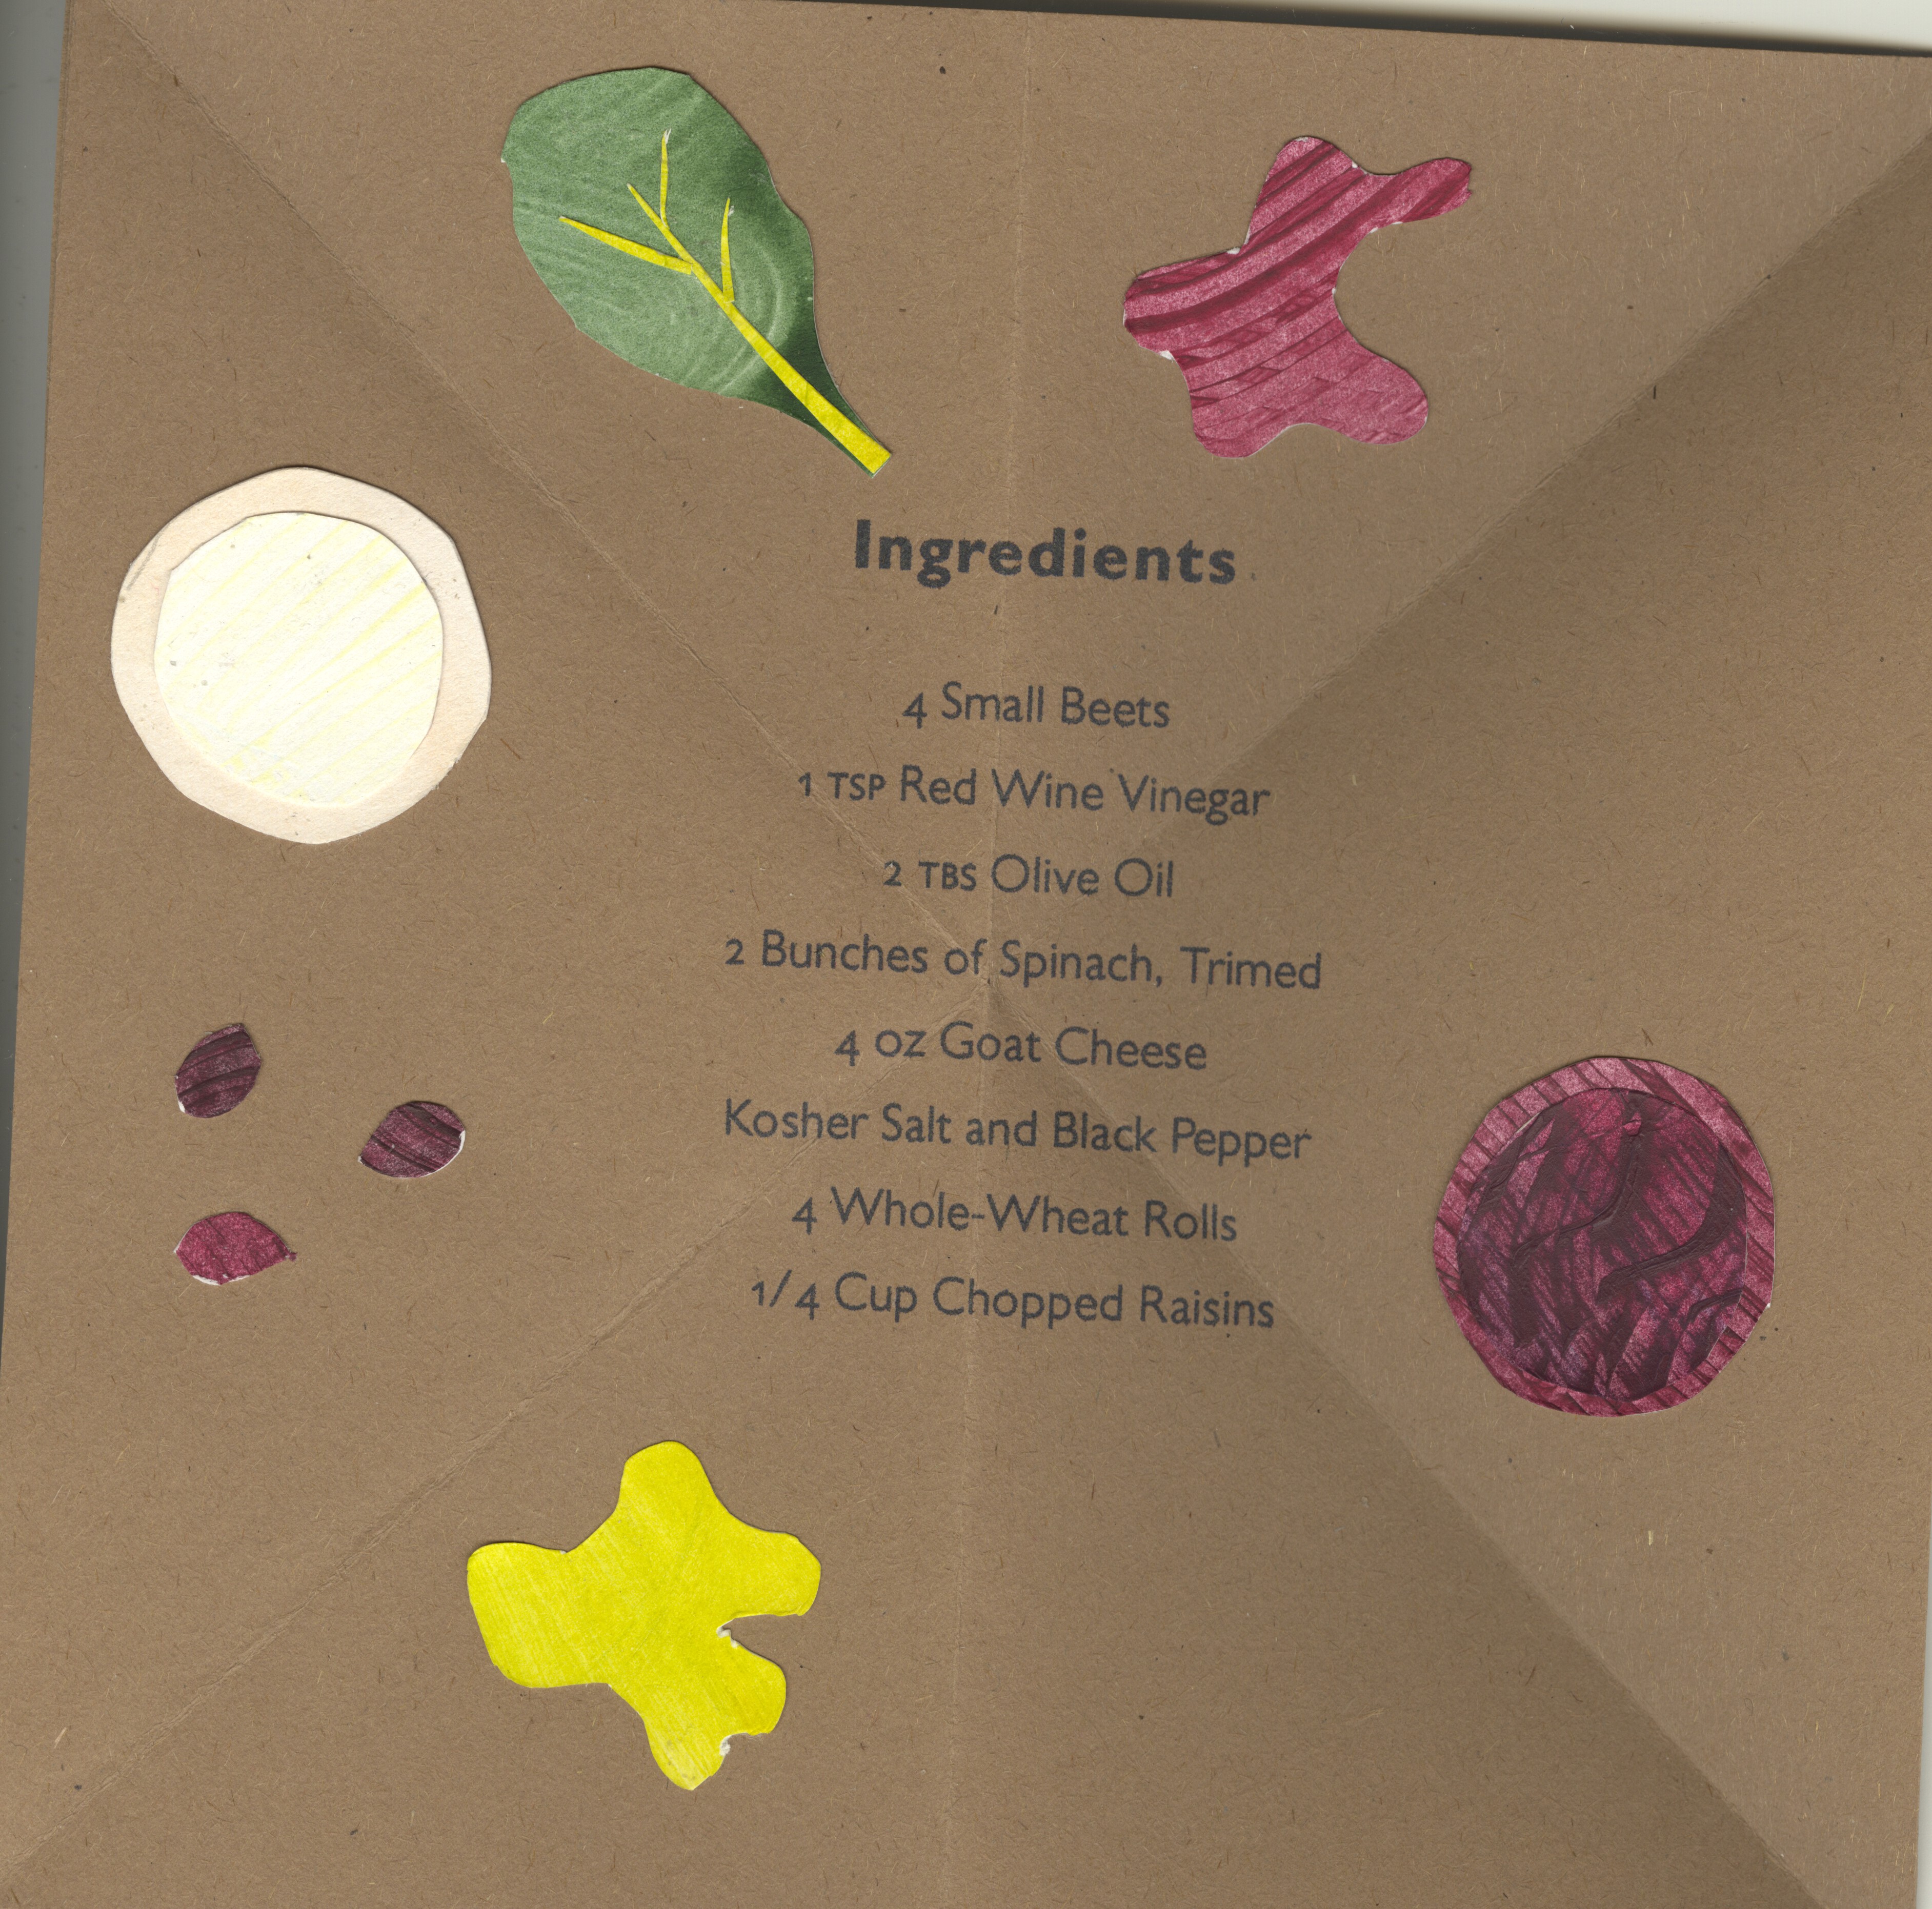 Ingredients
4 Small Beets
1 TSP Red Wine Vinegar
2 TBS Olive Oil
2 Bunches of Spinach, Trimed
4 OZ Goat Cheese
Kosher Salt and Black Pepper
4 Whole-Wheat Rolls
1/4 Cup Chopped Raisins